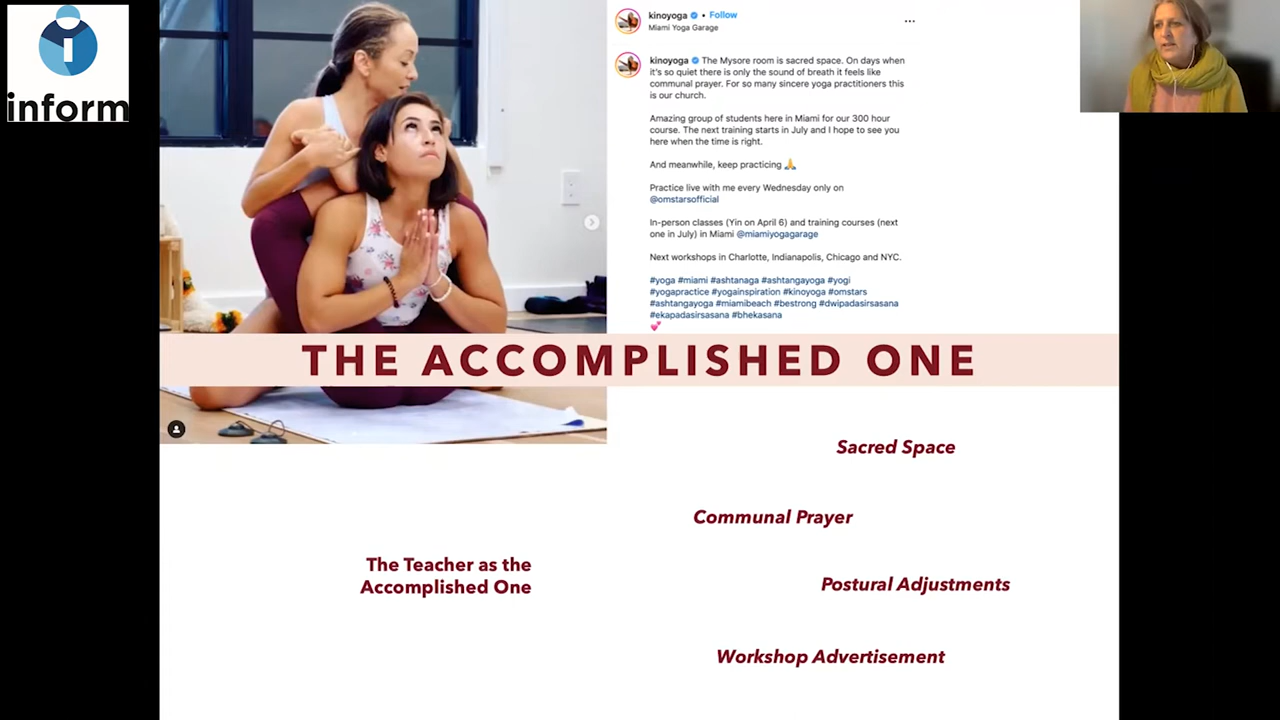 inform
kinoyoga • Follow
Miami Yoga Garage
kinoyoga The Mysore room is sacred space. On days when
it's so quiet there is only the sound of breath it feels like
communal prayer. For so many sincere yoga practitioners this
is our church.
Amazing group of students here in Miami for our 300 hour
course. The next training starts in July and I hope to see you
here when the time is right.
And meanwhile, keep practicing 🙏
Practice live with me every Wednesday only on
@omstarsofficial
In-person classes (Yin on April 6) and training courses (next
one in July) in Miami @miamiyogagarage
Next workshops in Charlotte, Indianapolis, Chicago and NYC.
#yoga #miami #ashtanaga #ashtangayoga #yogi
#yogapractice #yogainspiration #kinoyoga #omstars
#ashtangayoga #miamibeach #bestrong #dwipadasirsasana
#ekapadasirsasana #bhekasana
💕
THE ACCOMPLISHED ONE
Sacred Space
Communal Prayer
The Teacher as the
Accomplished One
Postural Adjustments
Workshop Advertisement